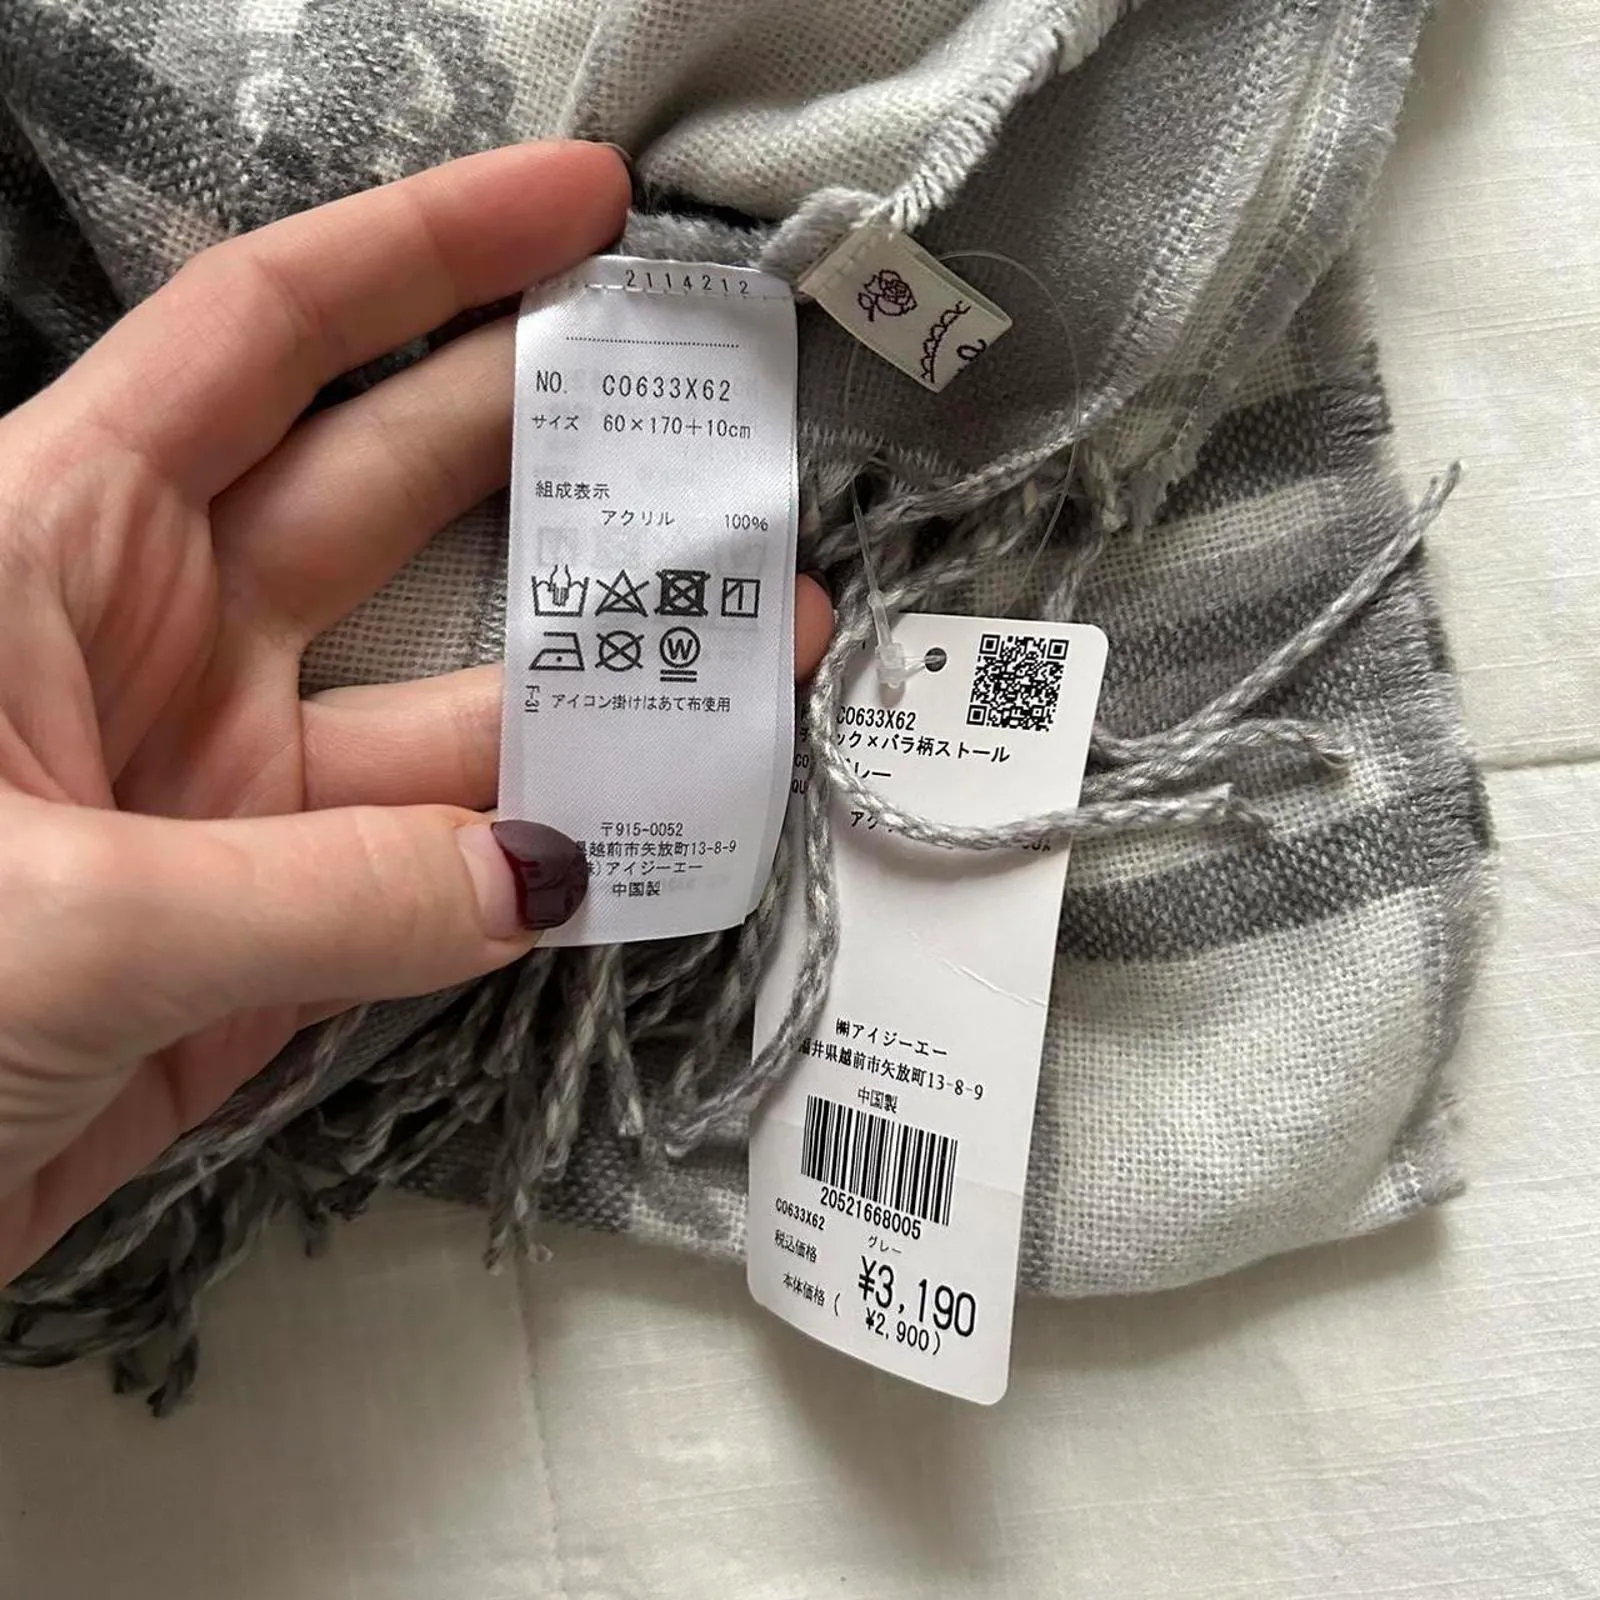 2114212
NO. C0633X62
サイズ 60×170+10cm
組成表示
アクリル 100%
W
F-31 アイコン掛けはあて布使用
〒915-0052
越前市矢放町13-8-9
アイジーエー
中国製
C0633X62
ック×バラ柄ストール
レー
㈱アイジーエー
福井県越前市矢放町13-8-9
中国製
20521668005
C0633X62 グレー
税込価格 ¥3,190
本体価格 ( ¥2,900)